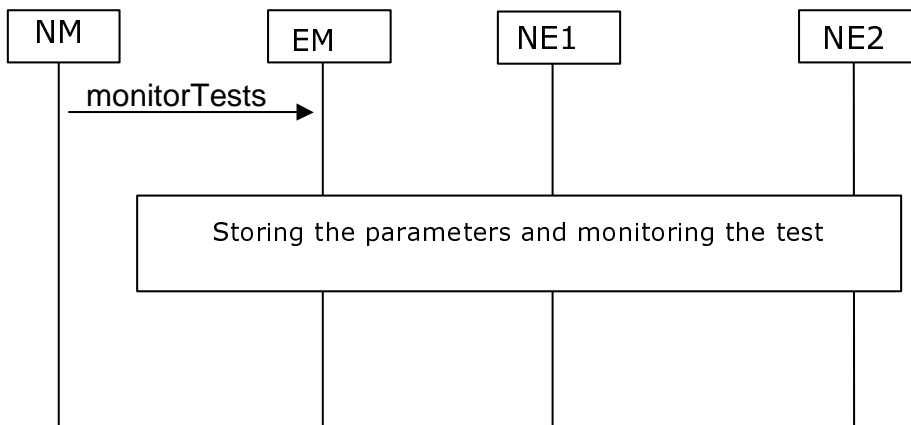 NM
EM
NE1
NE2
monitorTests
Storing the parameters and monitoring the test